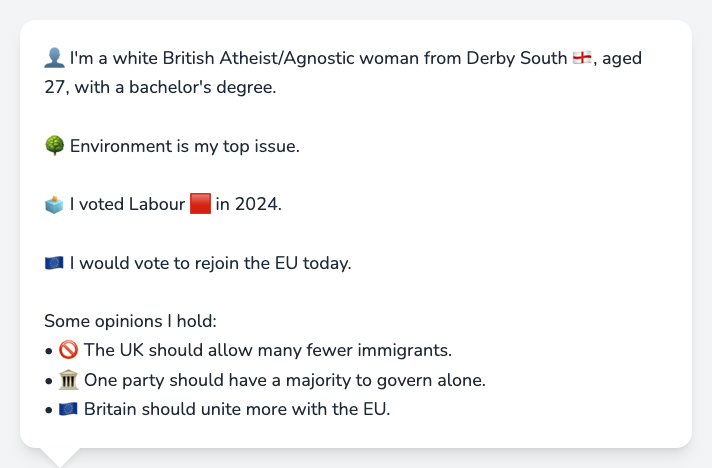 👤 I'm a white British Atheist/Agnostic woman from Derby South 🏴󠁧󠁢󠁥󠁮󠁧󠁿, aged
27, with a bachelor's degree.
🌳 Environment is my top issue.
🗳️ I voted Labour 🟥 in 2024.
🇪🇺 I would vote to rejoin the EU today.
Some opinions I hold:
• 🚫 The UK should allow many fewer immigrants.
• 🏛️ One party should have a majority to govern alone.
• 🇪🇺 Britain should unite more with the EU.